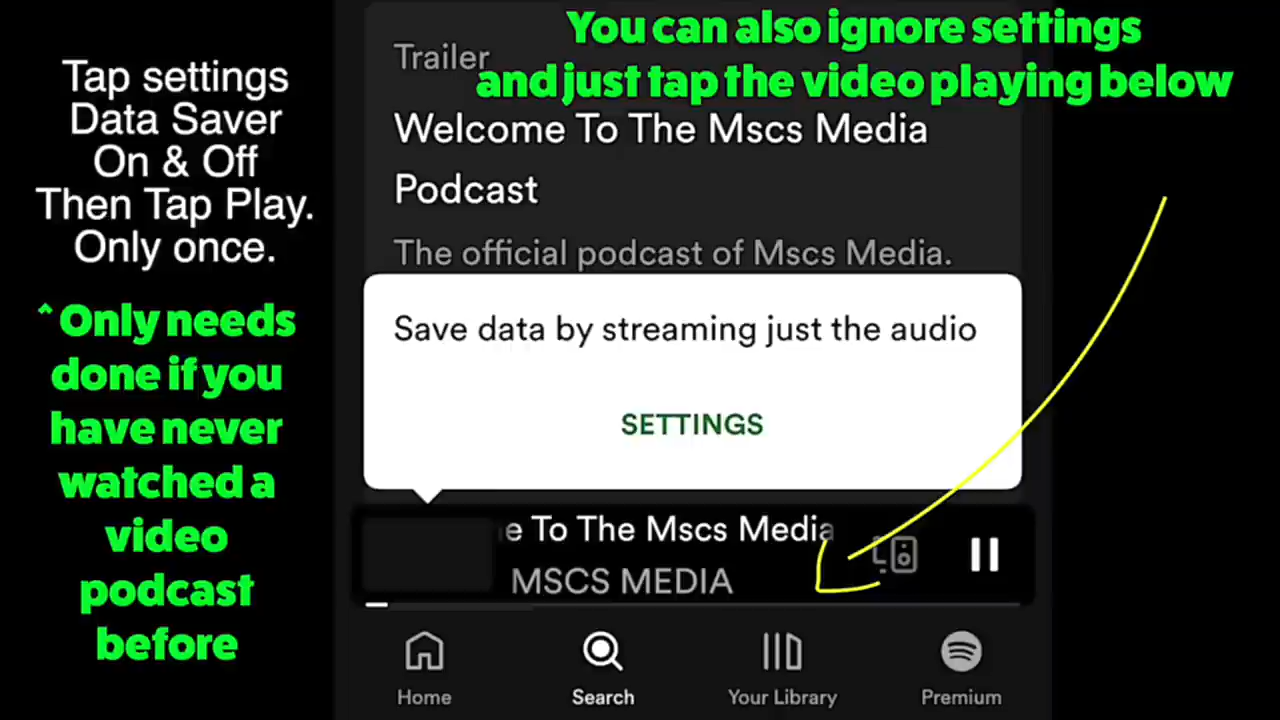 Tap settings
Data Saver
On & Off
Then Tap Play.
Only once.
^ Only needs
done if you
have never
watched a
video
podcast
before
You can also ignore settings
and just tap the video playing below
Trailer
Welcome To The Mscs Media
Podcast
The official podcast of Mscs Media.
Save data by streaming just the audio
SETTINGS
e To The Mscs Media
MSCS MEDIA
Home
Search
Your Library
Premium